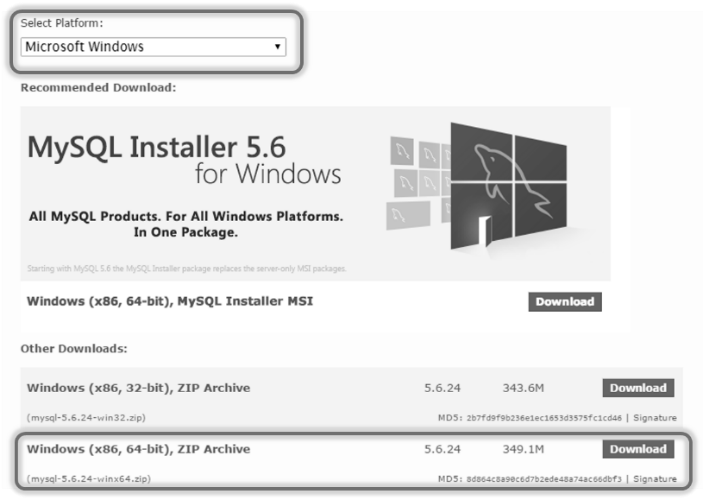 Select Platform:
Microsoft Windows
Recommended Download:
MySQL Installer 5.6
for Windows
All MySQL Products. For All Windows Platforms.
In One Package.
Starting with MySQL 5.6 the MySQL Installer package replaces the server-only MSI packages.
Windows (x86, 64-bit), MySQL Installer MSI Download
Other Downloads:
Windows (x86, 32-bit), ZIP Archive 5.6.24 343.6M Download
(mysql-5.6.24-win32.zip) MD5: 2b7fd9f9b236e1ec1653d3575fc1cd46 | Signature
Windows (x86, 64-bit), ZIP Archive 5.6.24 349.1M Download
(mysql-5.6.24-winx64.zip) MD5: 8d864c8a90c6d7b2ede48a74ac66dbf3 | Signature